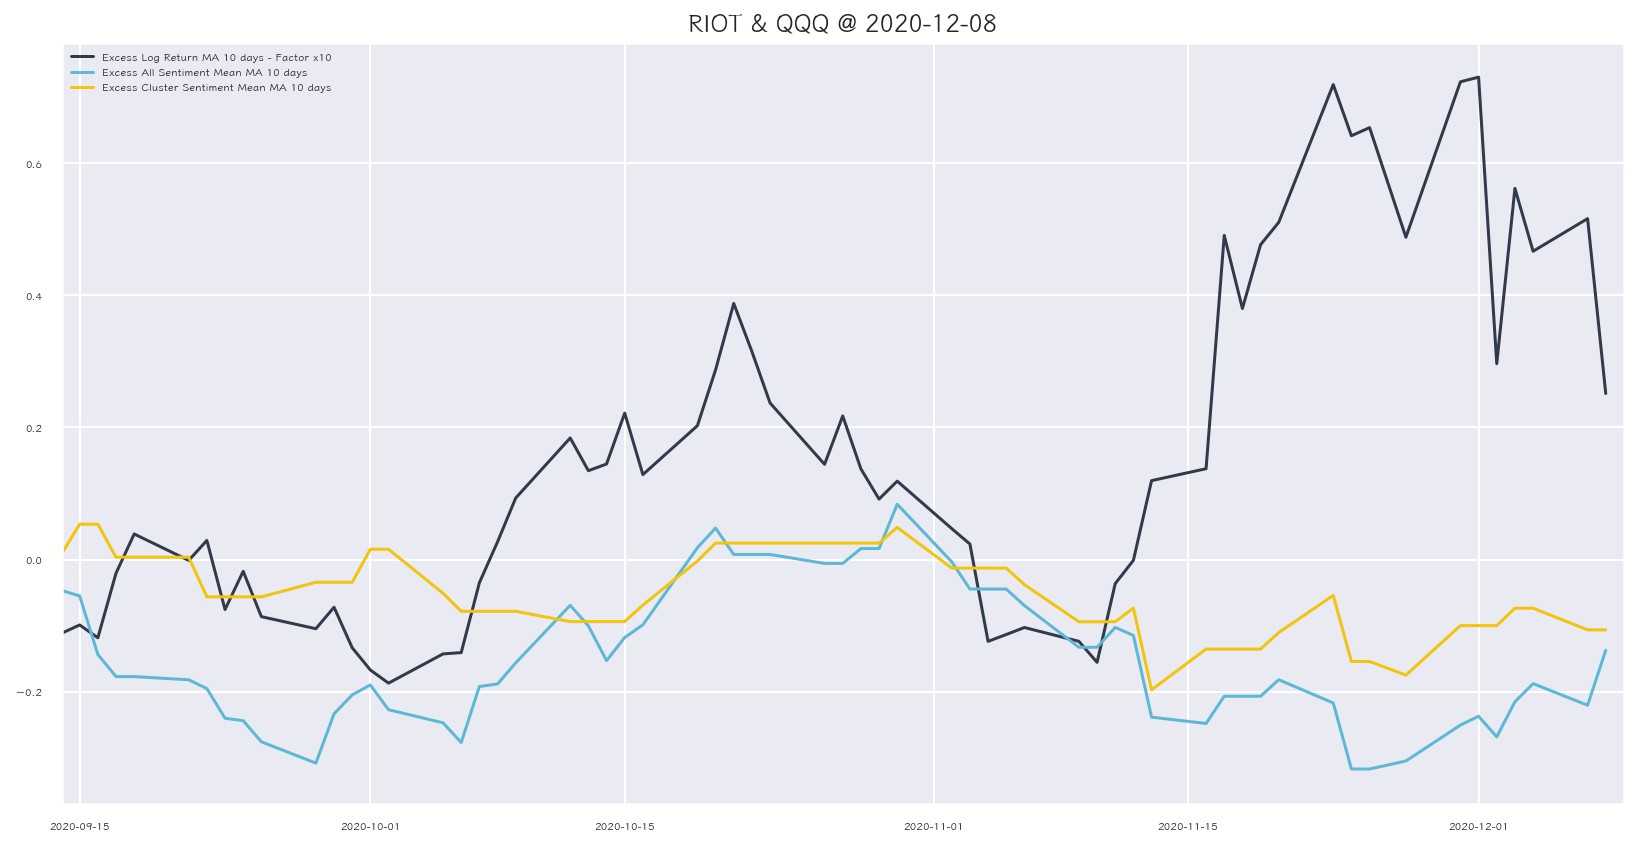 RIOT & QQQ @ 2020-12-08
Excess Log Return MA 10 days - Factor x10
Excess All Sentiment Mean MA 10 days
Excess Cluster Sentiment Mean MA 10 days
0.6
0.4
0.2
0.0
−0.2
2020-09-15 2020-10-01 2020-10-15 2020-11-01 2020-11-15 2020-12-01